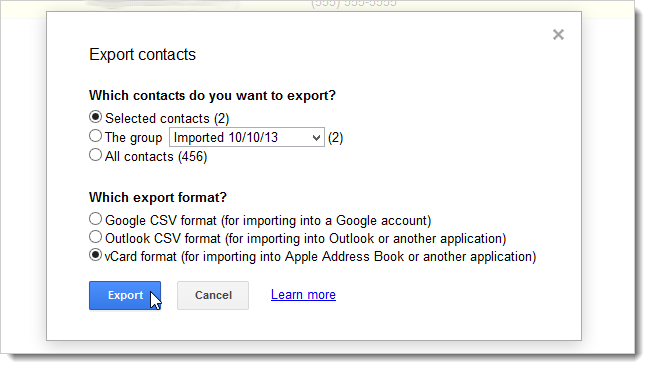 (555) 555-5555
Export contacts
Which contacts do you want to export?
Selected contacts (2)
The group Imported 10/10/13 (2)
All contacts (456)
Which export format?
Google CSV format (for importing into a Google account)
Outlook CSV format (for importing into Outlook or another application)
vCard format (for importing into Apple Address Book or another application)
Export Cancel Learn more